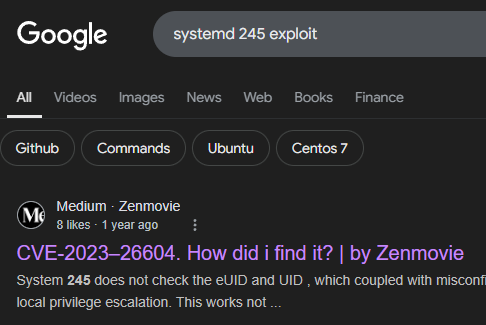 Google
systemd 245 exploit
All Videos Images News Web Books Finance
Github Commands Ubuntu Centos 7
Medium · Zenmovie
8 likes · 1 year ago
CVE-2023–26604. How did i find it? | by Zenmovie
System 245 does not check the eUID and UID , which coupled with
local privilege escalation. This works not ...